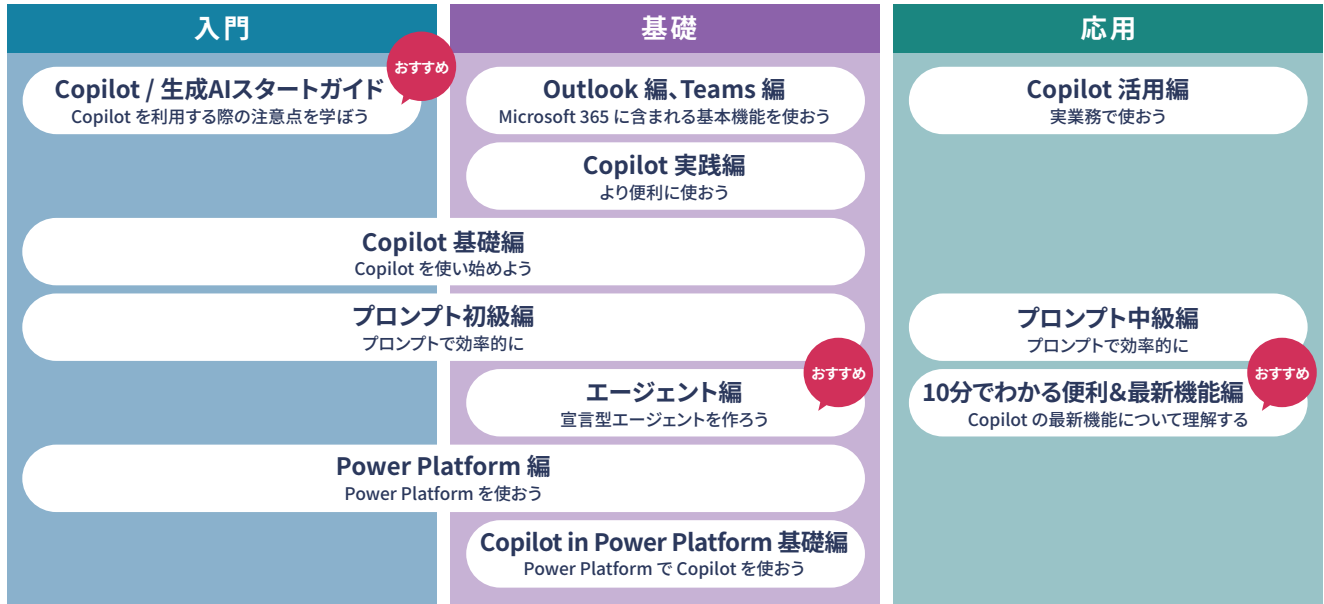 入門
基礎
応用
おすすめ
Copilot / 生成AIスタートガイド
Copilot を利用する際の注意点を学ぼう
Outlook 編、Teams 編
Microsoft 365 に含まれる基本機能を使おう
Copilot 活用編
実業務で使おう
Copilot 実践編
より便利に使おう
Copilot 基礎編
Copilot を使い始めよう
プロンプト初級編
プロンプトで効率的に
プロンプト中級編
プロンプトで効率的に
おすすめ
エージェント編
宣言型エージェントを作ろう
おすすめ
10分でわかる便利&最新機能編
Copilot の最新機能について理解する
Power Platform 編
Power Platform を使おう
Copilot in Power Platform 基礎編
Power Platform で Copilot を使おう